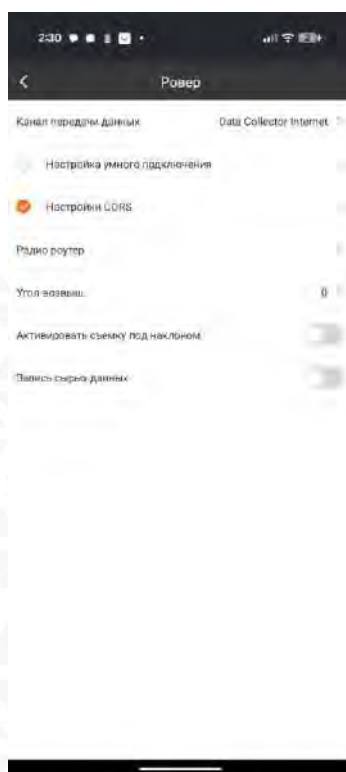 2:30
Ровер
Канал передачи данных Data Collector Internet
Настройка умного подключения
Настройки CORS
Радио роутер
Угол возвыш. 0
Активировать съемку под наклоном
Запись сырых данных